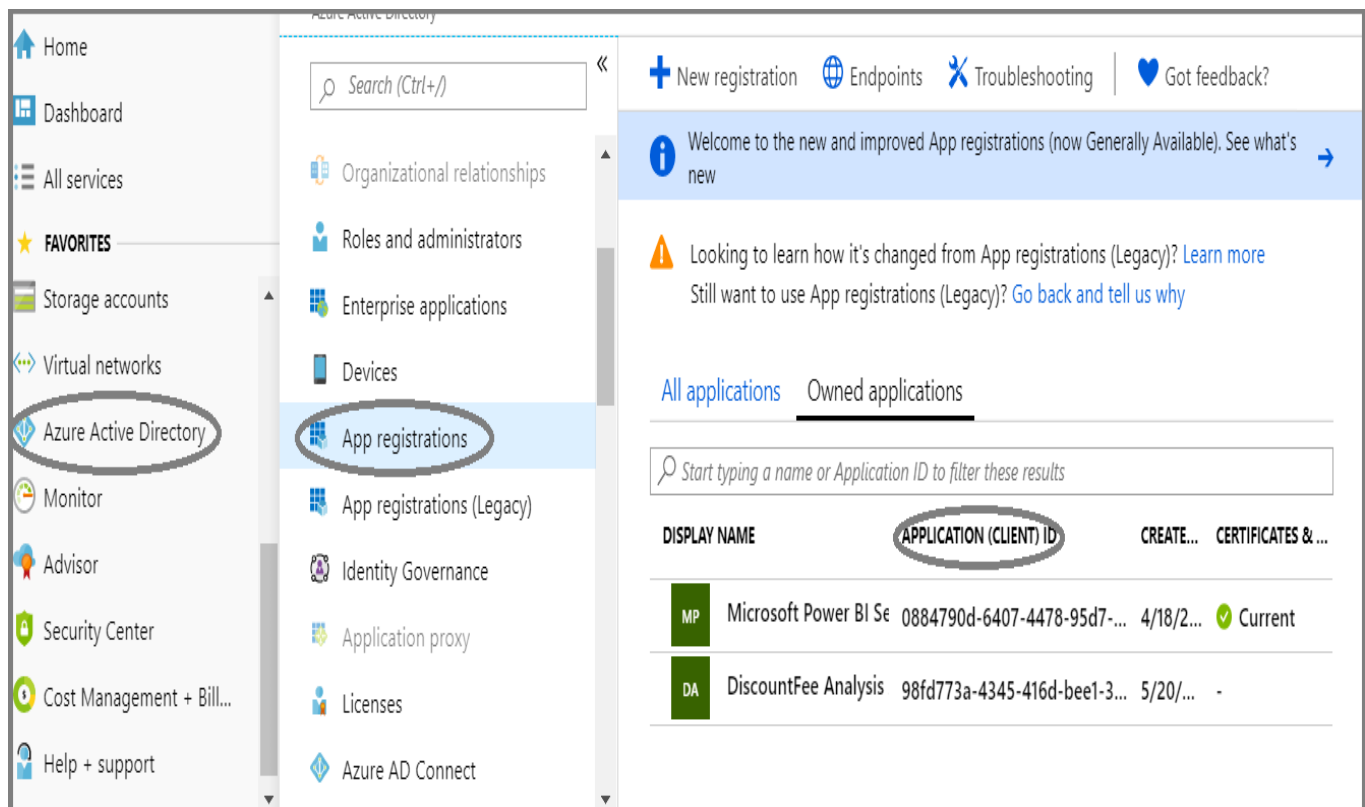 Azure Active Directory
Home
Dashboard
All services
FAVORITES
Storage accounts
Virtual networks
Azure Active Directory
Monitor
Advisor
Security Center
Cost Management + Bill...
Help + support
Search (Ctrl+/)
«
Organizational relationships
Roles and administrators
Enterprise applications
Devices
App registrations
App registrations (Legacy)
Identity Governance
Application proxy
Licenses
Azure AD Connect
New registration Endpoints Troubleshooting Got feedback?
Welcome to the new and improved App registrations (now Generally Available). See what's
new
Looking to learn how it's changed from App registrations (Legacy)? Learn more
Still want to use App registrations (Legacy)? Go back and tell us why
All applications Owned applications
Start typing a name or Application ID to filter these results
DISPLAY NAME APPLICATION (CLIENT) ID CREATE... CERTIFICATES & ...
MP Microsoft Power BI Se 0884790d-6407-4478-95d7-... 4/18/2... Current
DA DiscountFee Analysis 98fd773a-4345-416d-bee1-3... 5/20/... -